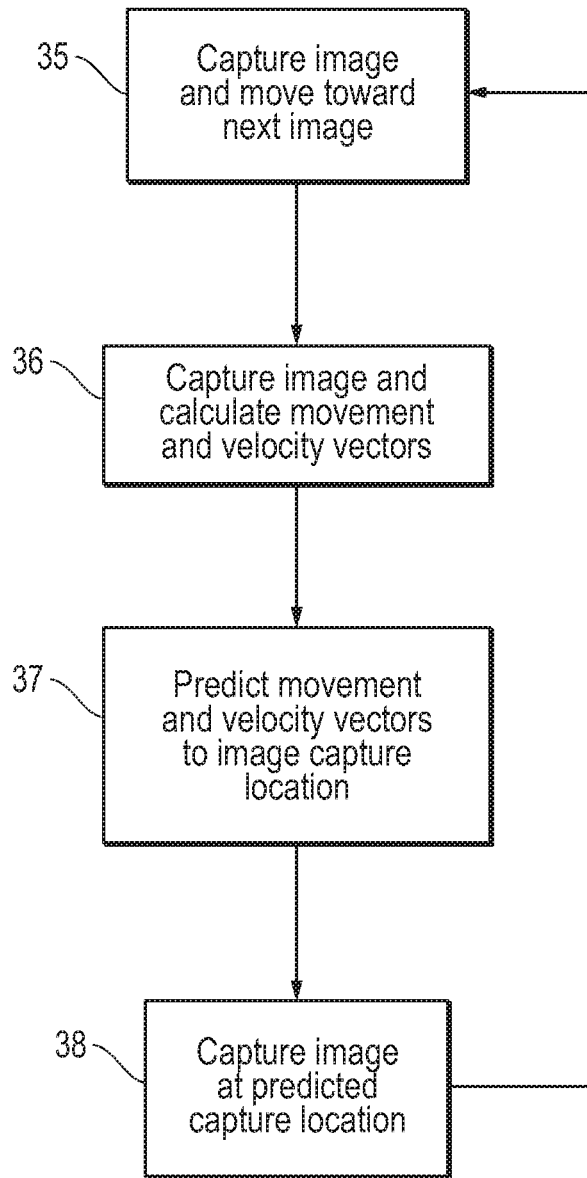 35
Capture image
and move toward
next image
36
Capture image and
calculate movement
and velocity vectors
37
Predict movement
and velocity vectors
to image capture
location
38
Capture image
at predicted
capture location